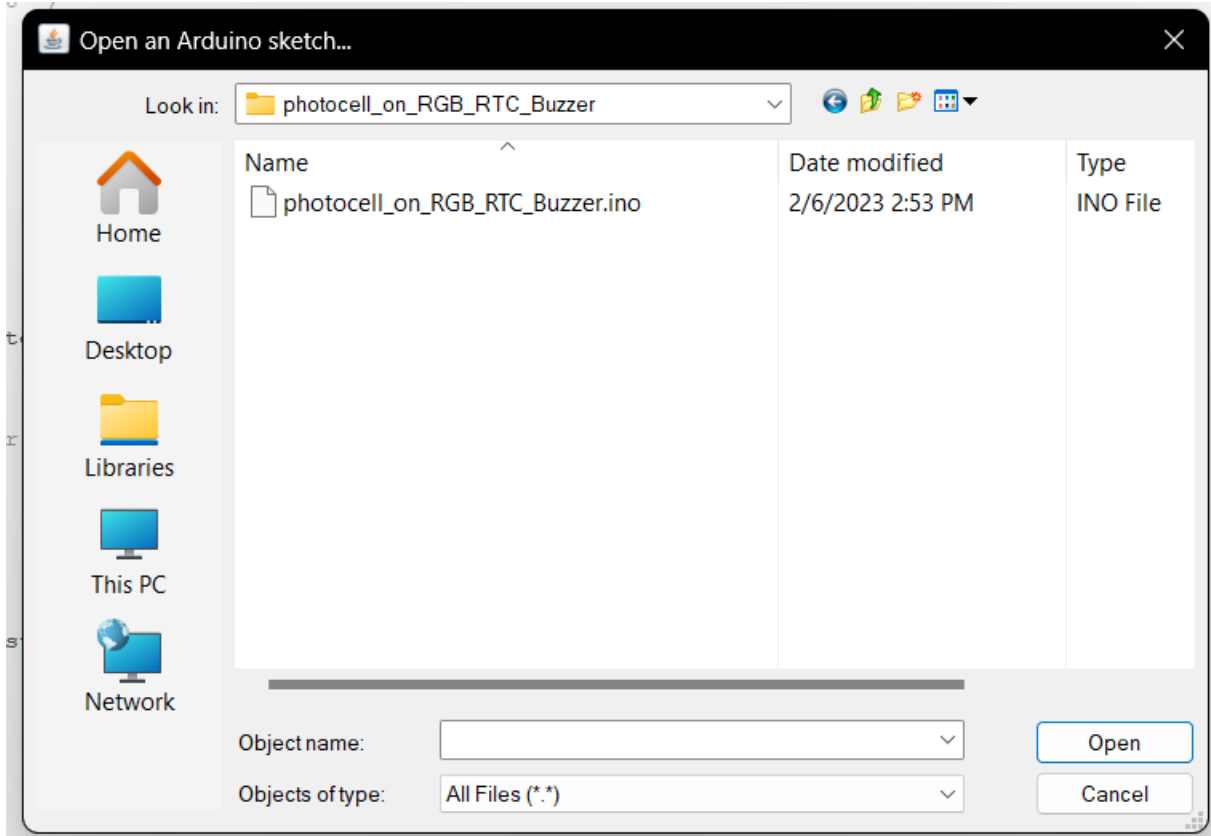 Open an Arduino sketch...
Look in: photocell_on_RGB_RTC_Buzzer
Name Date modified Type
photocell_on_RGB_RTC_Buzzer.ino 2/6/2023 2:53 PM INO File
Home
Desktop
Libraries
This PC
Network
Object name: Open
Objects of type: All Files (*.*) Cancel